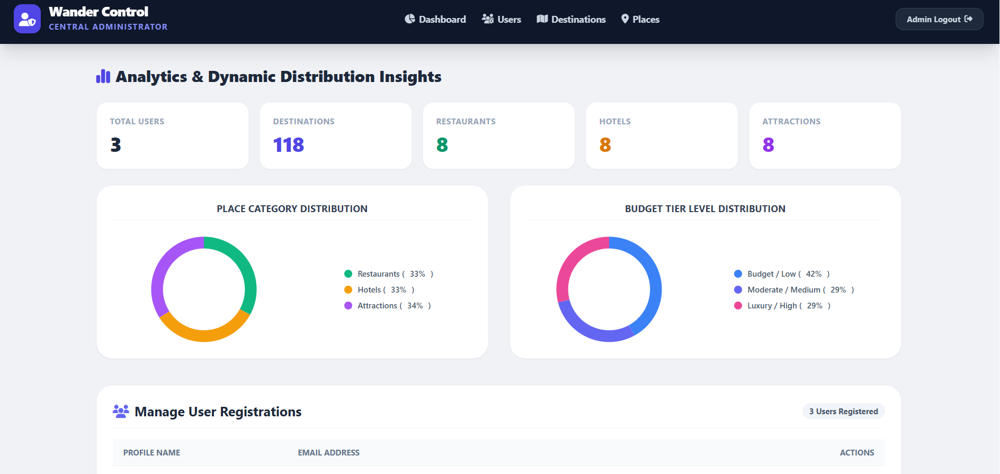 Wander Control
CENTRAL ADMINISTRATOR
Dashboard
Users
Destinations
Places
Admin Logout
Analytics & Dynamic Distribution Insights
TOTAL USERS
3
DESTINATIONS
118
RESTAURANTS
8
HOTELS
8
ATTRACTIONS
8
PLACE CATEGORY DISTRIBUTION
Restaurants ( 33% )
Hotels ( 33% )
Attractions ( 34% )
BUDGET TIER LEVEL DISTRIBUTION
Budget / Low ( 42% )
Moderate / Medium ( 29% )
Luxury / High ( 29% )
Manage User Registrations
3 Users Registered
PROFILE NAME
EMAIL ADDRESS
ACTIONS